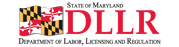 STATE OF MARYLAND
DLLR
DEPARTMENT OF LABOR, LICENSING AND REGULATION